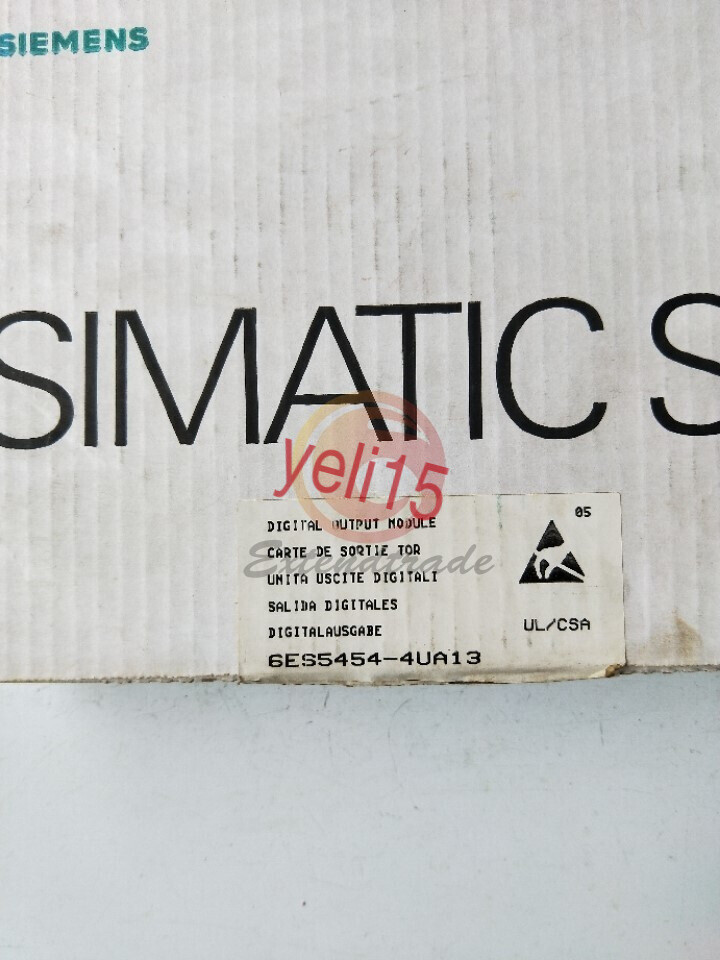 SIEMENS
SIMATIC S
yeli15
Extendtrade
DIGITAL OUTPUT MODULE
05
CARTE DE SORTIE TOR
UNITA USCITE DIGITALI
SALIDA DIGITALES
DIGITALAUSGABE
UL/CSA
6ES5454-4UA13